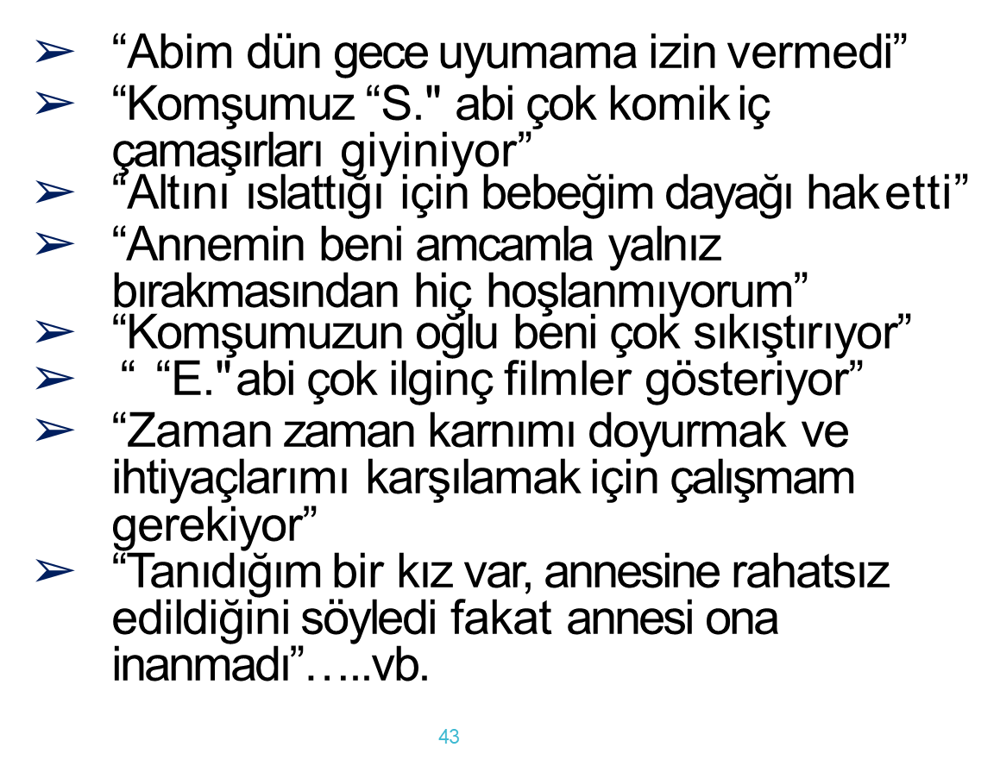 ➢ “Abim dün gece uyumama izin vermedi”
➢ “Komşumuz “S." abi çok komik iç
çamaşırları giyiniyor”
➢ “Altını ıslattığı için bebeğim dayağı hak etti”
➢ “Annemin beni amcamla yalnız
bırakmasından hiç hoşlanmıyorum”
➢ “Komşumuzun oğlu beni çok sıkıştırıyor”
➢ “ “E." abi çok ilginç filmler gösteriyor”
➢ “Zaman zaman karnımı doyurmak ve
ihtiyaçlarımı karşılamak için çalışmam
gerekiyor”
➢ “Tanıdığım bir kız var, annesine rahatsız
edildiğini söyledi fakat annesi ona
inanmadı”…..vb.
43